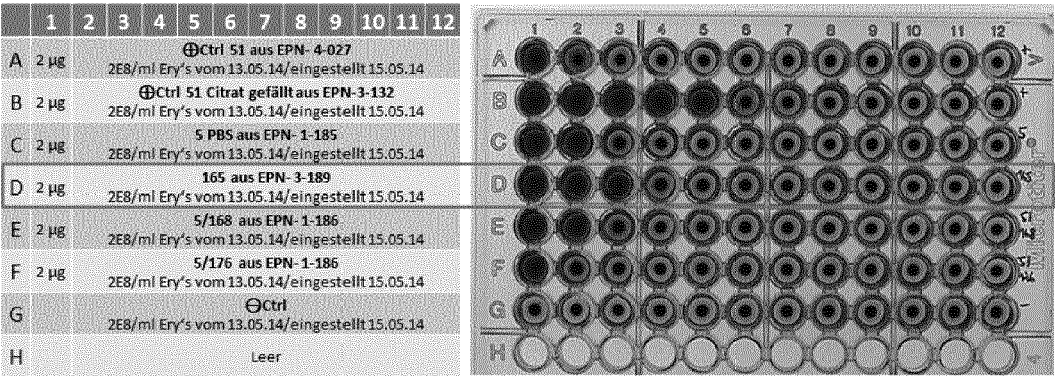 1 2 3 4 5 6 7 8 9 10 11 12
A 2 µg ⊕Ctrl 51 aus EPN- 4-027
2E8/ml Ery's vom 13.05.14/eingestellt 15.05.14
B 2 µg ⊕Ctrl 51 Citrat gefällt aus EPN-3-132
2E8/ml Ery's vom 13.05.14/eingestellt 15.05.14
C 2 µg 5 PBS aus EPN- 1-185
2E8/ml Ery's vom 13.05.14/eingestellt 15.05.14
D 2 µg 165 aus EPN- 3-189
2E8/ml Ery's vom 13.05.14/eingestellt 15.05.14
E 2 µg 5/168 aus EPN- 1-186
2E8/ml Ery's vom 13.05.14/eingestellt 15.05.14
F 2 µg 5/176 aus EPN- 1-186
2E8/ml Ery's vom 13.05.14/eingestellt 15.05.14
G ⊖Ctrl
2E8/ml Ery's vom 13.05.14/eingestellt 15.05.14
H Leer
1 2 3 4 5 6 7 8 9 10 11 12
A + A
B +
C 5
D
E
F
G -
H